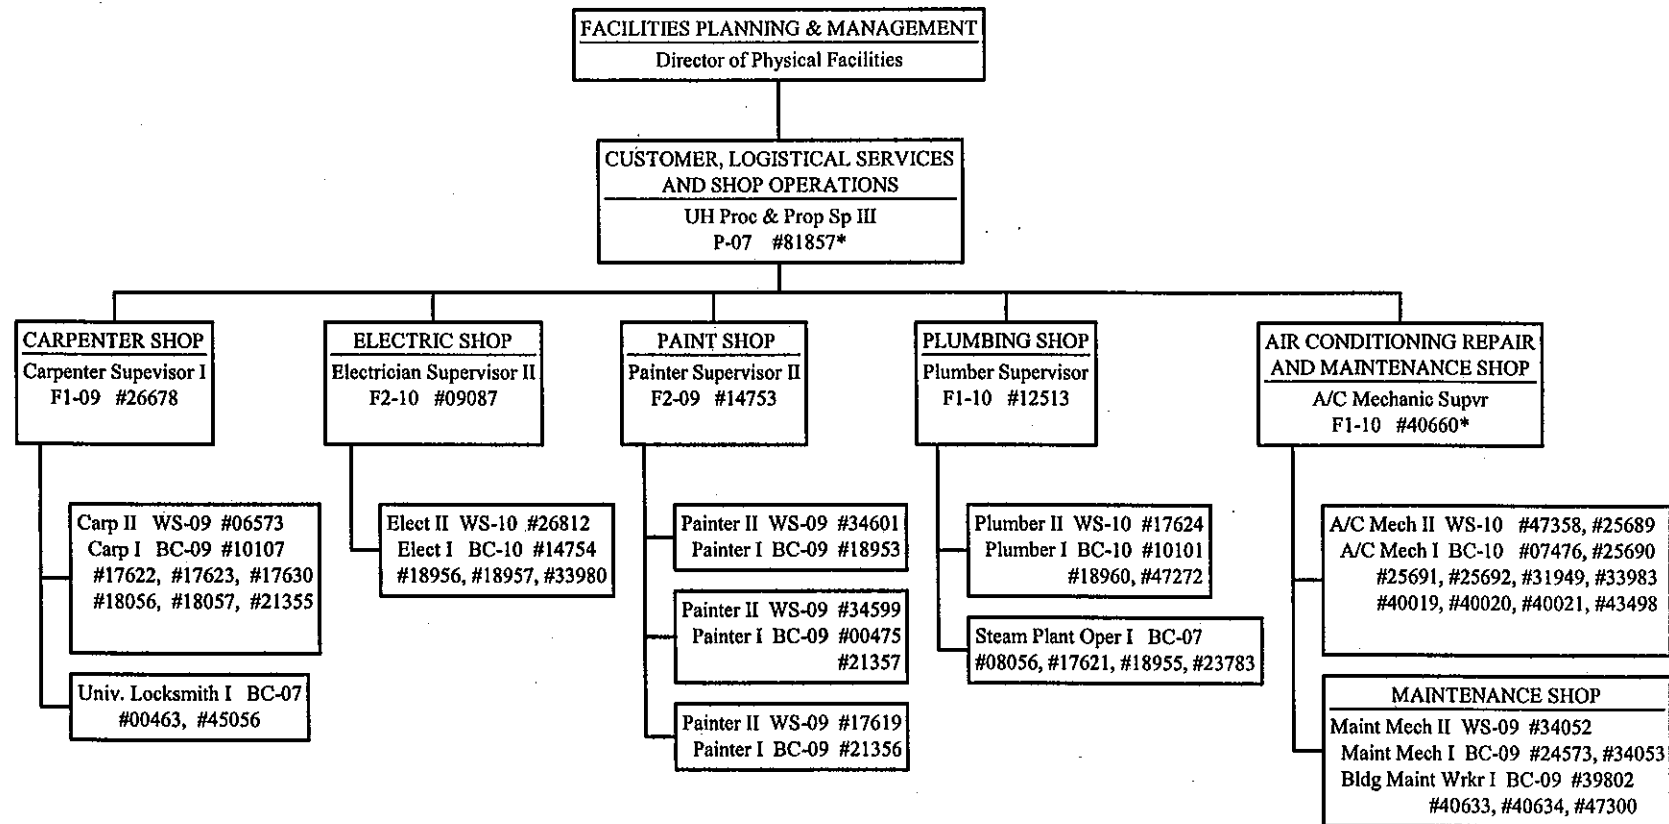 FACILITIES PLANNING & MANAGEMENT
Director of Physical Facilities
CUSTOMER, LOGISTICAL SERVICES
AND SHOP OPERATIONS
UH Proc & Prop Sp III
P-07 #81857*
CARPENTER SHOP
Carpenter Supevisor I
F1-09 #26678
Carp II WS-09 #06573
Carp I BC-09 #10107
#17622, #17623, #17630
#18056, #18057, #21355
Univ. Locksmith I BC-07
#00463, #45056
ELECTRIC SHOP
Electrician Supervisor II
F2-10 #09087
Elect II WS-10 #26812
Elect I BC-10 #14754
#18956, #18957, #33980
PAINT SHOP
Painter Supervisor II
F2-09 #14753
Painter II WS-09 #34601
Painter I BC-09 #18953
Painter II WS-09 #34599
Painter I BC-09 #00475
#21357
Painter II WS-09 #17619
Painter I BC-09 #21356
PLUMBING SHOP
Plumber Supervisor
F1-10 #12513
Plumber II WS-10 #17624
Plumber I BC-10 #10101
#18960, #47272
Steam Plant Oper I BC-07
#08056, #17621, #18955, #23783
AIR CONDITIONING REPAIR
AND MAINTENANCE SHOP
A/C Mechanic Supvr
F1-10 #40660*
A/C Mech II WS-10 #47358, #25689
A/C Mech I BC-10 #07476, #25690
#25691, #25692, #31949, #33983
#40019, #40020, #40021, #43498
MAINTENANCE SHOP
Maint Mech II WS-09 #34052
Maint Mech I BC-09 #24573, #34053
Bldg Maint Wrkr I BC-09 #39802
#40633, #40634, #47300